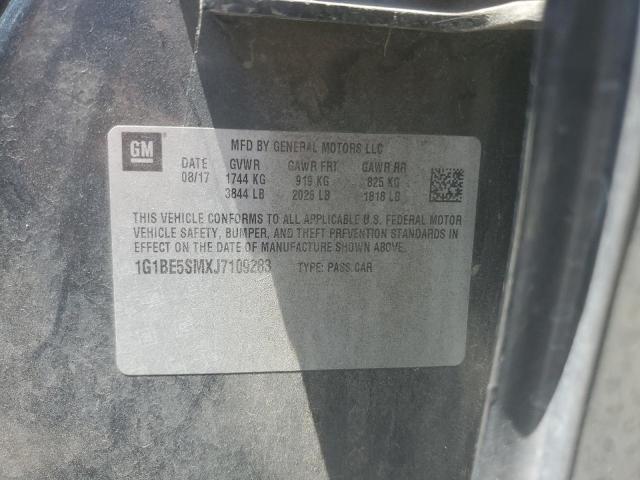 GM
MFD BY GENERAL MOTORS LLC
DATE GVWR GAWR FRT GAWR RR
08/17 1744 KG 919 KG 825 KG
3844 LB 2026 LB 1818 LB
THIS VEHICLE CONFORMS TO ALL APPLICABLE U.S. FEDERAL MOTOR
VEHICLE SAFETY, BUMPER, AND THEFT PREVENTION STANDARDS IN
EFFECT ON THE DATE OF MANUFACTURE SHOWN ABOVE.
1G1BE5SMXJ7109283 TYPE: PASS CAR